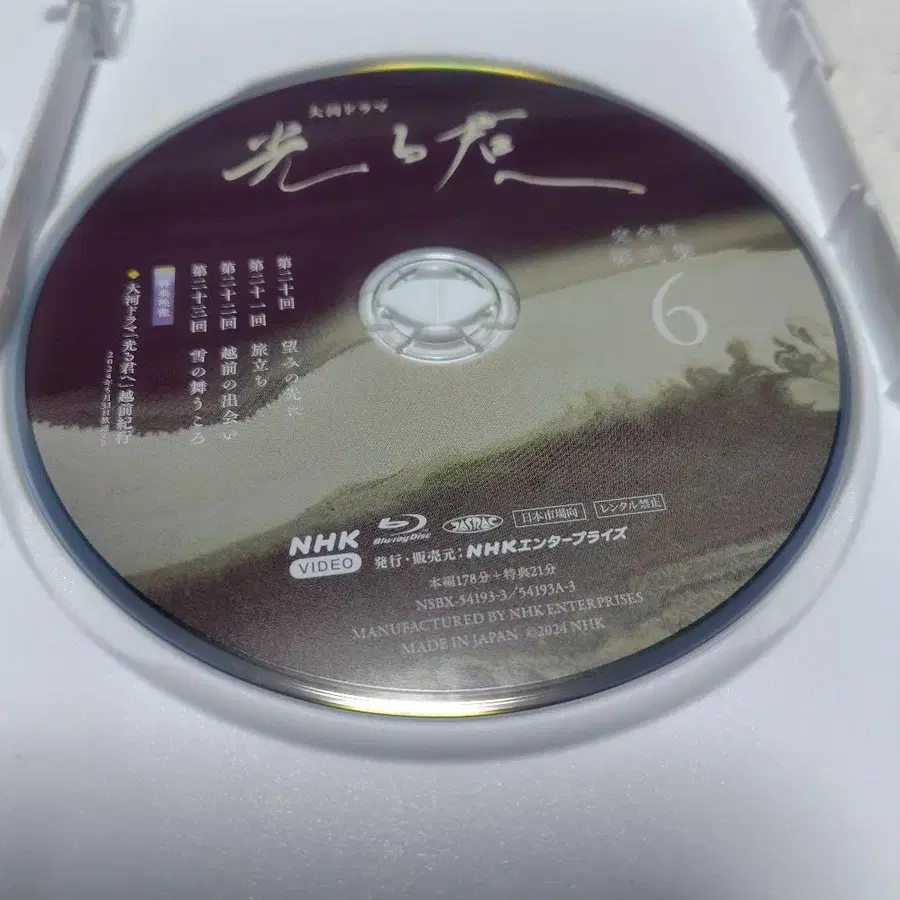 大河ドラマ
光る君へ
完全版
第弐集
6
第二十回 望みの先に
第二十一回 旅立ち
第二十二回 越前の出会い
第二十三回 雪の舞うころ
特典映像
◆大河ドラマ「光る君へ」越前紀行
NHK
VIDEO
Blu-ray Disc
JASRAC
日本市場向
レンタル禁止
発行・販売元：NHKエンタープライズ
本編178分＋特典21分
NSBX-54193-3／54193A-3
MANUFACTURED BY NHK ENTERPRISES
MADE IN JAPAN ©2024 NHK